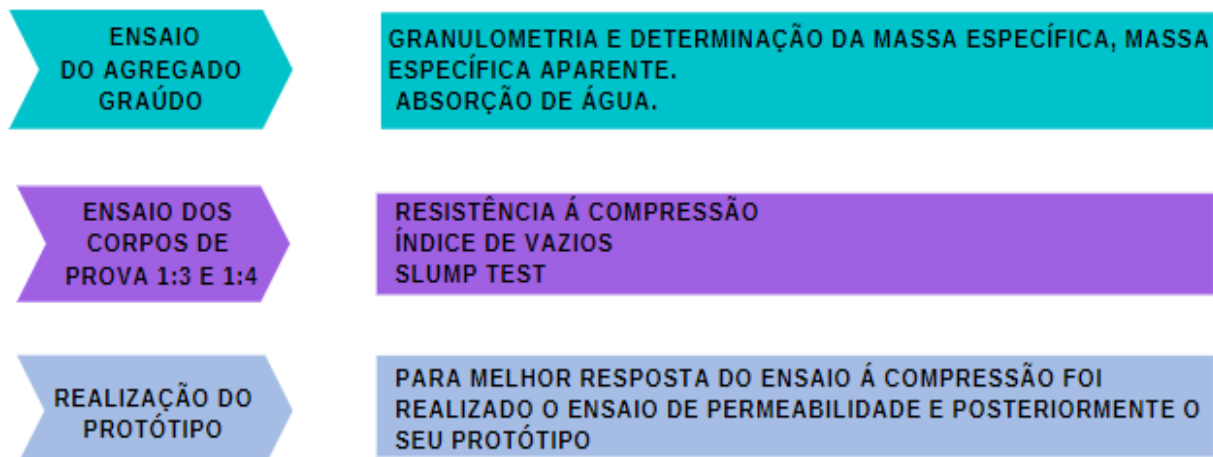 ENSAIO
DO AGREGADO
GRAÚDO
GRANULOMETRIA E DETERMINAÇÃO DA MASSA ESPECÍFICA, MASSA
ESPECÍFICA APARENTE.
ABSORÇÃO DE ÁGUA.
ENSAIO DOS
CORPOS DE
PROVA 1:3 E 1:4
RESISTÊNCIA Á COMPRESSÃO
ÍNDICE DE VAZIOS
SLUMP TEST
REALIZAÇÃO DO
PROTÓTIPO
PARA MELHOR RESPOSTA DO ENSAIO Á COMPRESSÃO FOI
REALIZADO O ENSAIO DE PERMEABILIDADE E POSTERIORMENTE O
SEU PROTÓTIPO